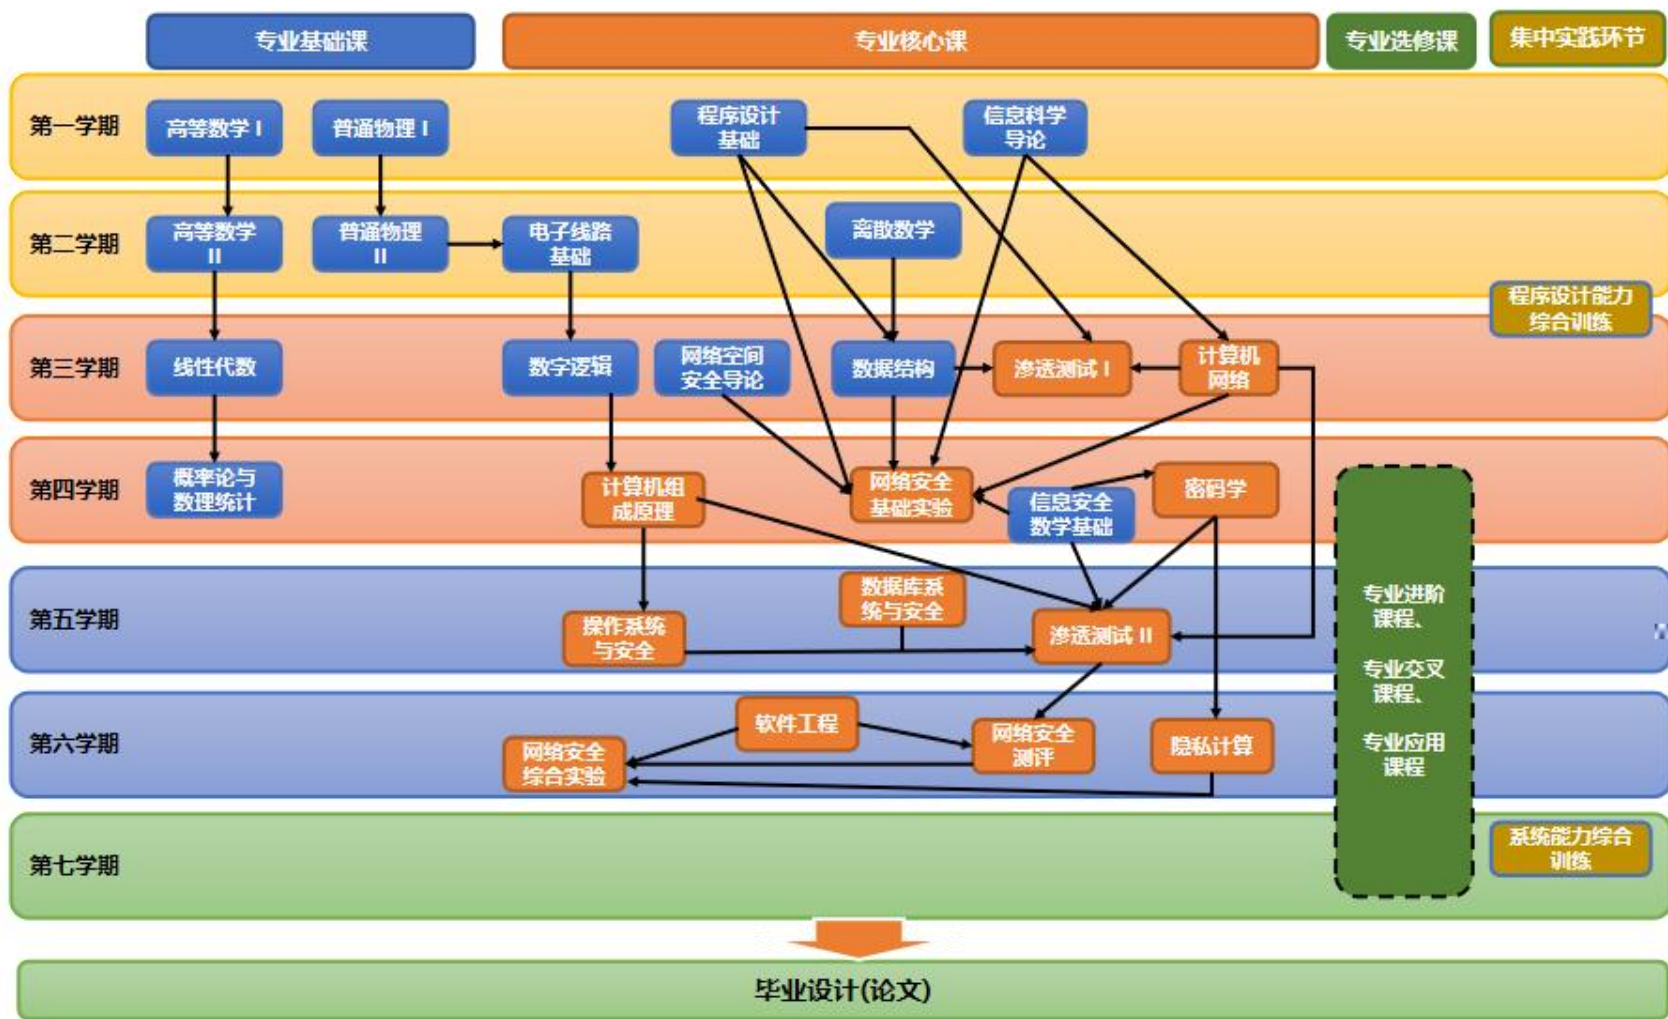 专业基础课
专业核心课
专业选修课
集中实践环节
第一学期
高等数学 I
普通物理 I
程序设计
基础
信息科学
导论
第二学期
高等数学
II
普通物理
II
电子线路
基础
离散数学
程序设计能力
综合训练
第三学期
线性代数
数字逻辑
网络空间
安全导论
数据结构
渗透测试 I
计算机
网络
第四学期
概率论与
数理统计
计算机组
成原理
网络安全
基础实验
信息安全
数学基础
密码学
第五学期
操作系统
与安全
数据库系
统与安全
渗透测试 II
专业进阶
课程、
专业交叉
课程、
专业应用
课程
第六学期
网络安全
综合实验
软件工程
网络安全
测评
隐私计算
第七学期
系统能力综合
训练
毕业设计(论文)